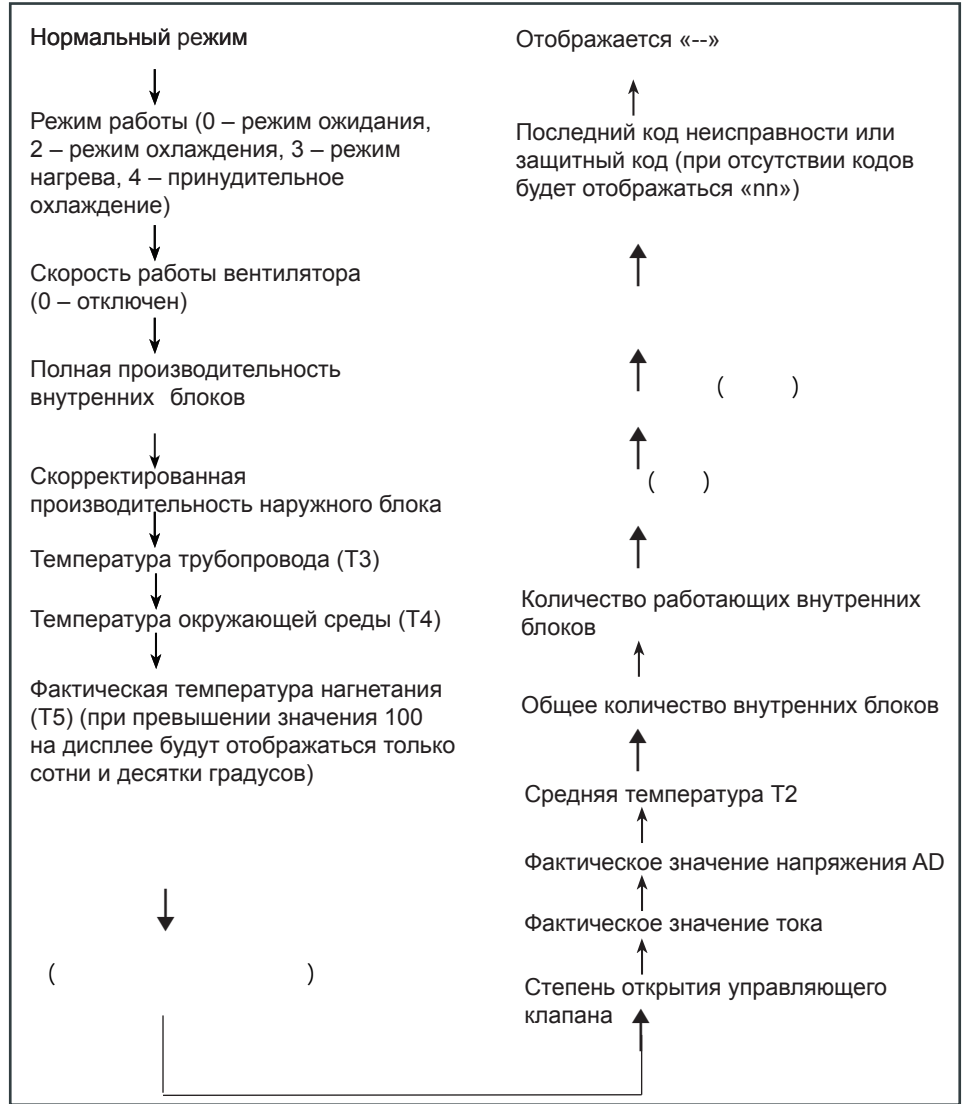 Нормальный режим
Режим работы (0 – режим ожидания,
2 – режим охлаждения, 3 – режим
нагрева, 4 – принудительное
охлаждение)
Скорость работы вентилятора
(0 – отключен)
Полная производительность
внутренних блоков
Скорректированная
производительность наружного блока
Температура трубопровода (Т3)
Температура окружающей среды (Т4)
Фактическая температура нагнетания
(Т5) (при превышении значения 100
на дисплее будут отображаться только
сотни и десятки градусов)
( )
Отображается «--»
Последний код неисправности или
защитный код (при отсутствии кодов
будет отображаться «nn»)
( )
( )
Количество работающих внутренних
блоков
Общее количество внутренних блоков
Средняя температура Т2
Фактическое значение напряжения AD
Фактическое значение тока
Степень открытия управляющего
клапана